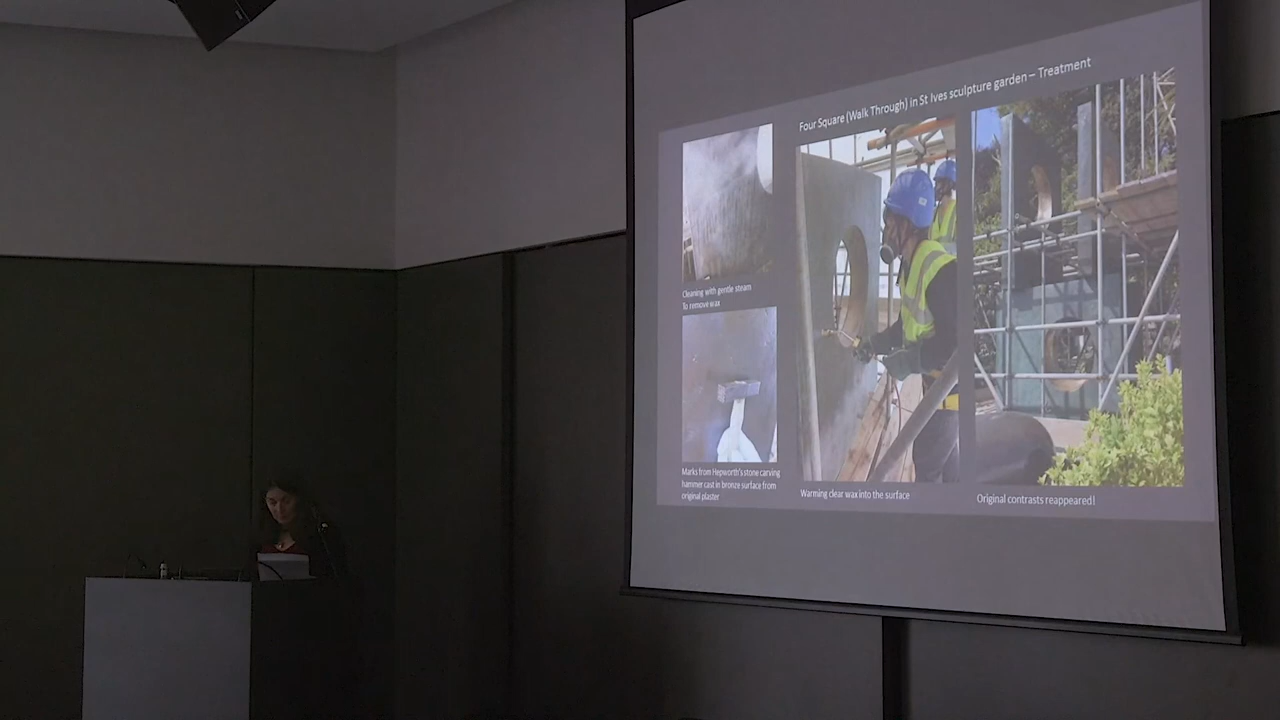 Four Square (Walk Through) in St Ives sculpture garden – Treatment
Cleaning with gentle steam
To remove wax
Marks from Hepworth's stone carving
hammer cast in bronze surface from
original plaster
Warming clear wax into the surface
Original contrasts reappeared!